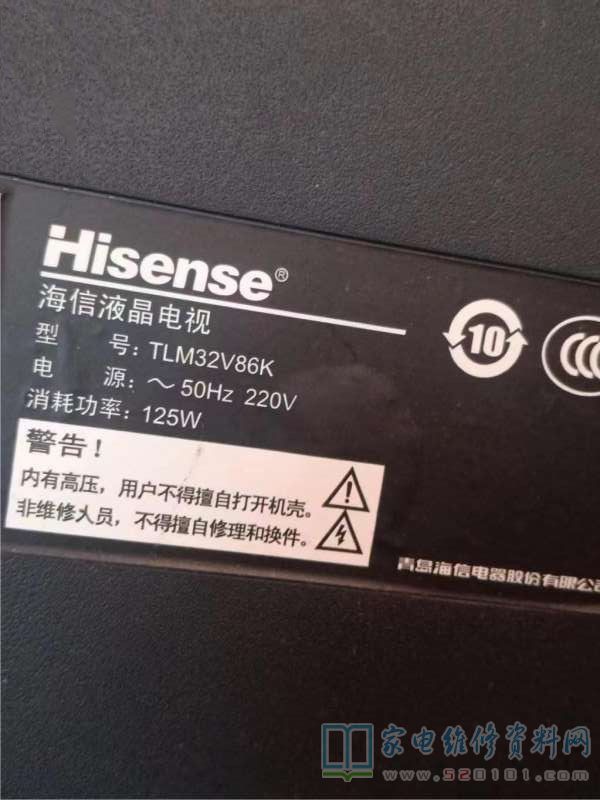 Hisense®
海信液晶电视
型 号：TLM32V86K
电 源：～50Hz 220V
消耗功率：125W
10
CCC
警告！
内有高压，用户不得擅自打开机壳。
非维修人员，不得擅自修理和换件。
青岛海信电器股份有限公司
家电维修资料网
www.520101.com